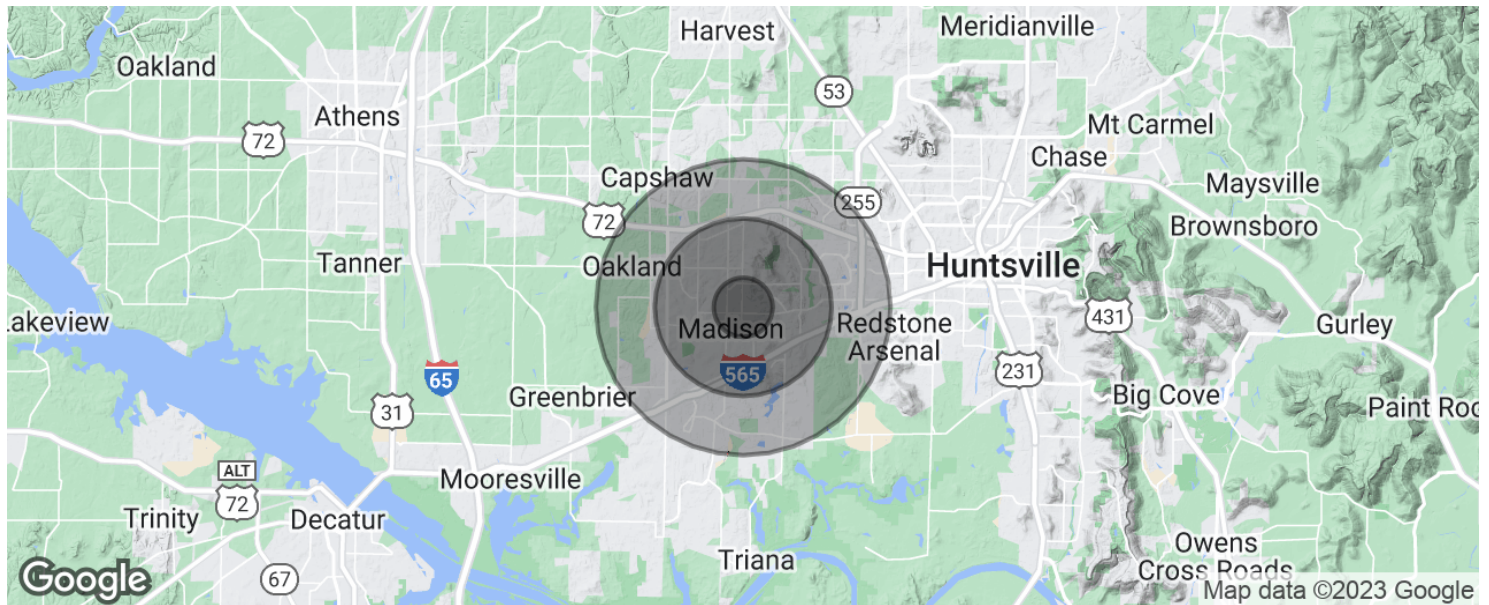 Harvest
Meridianville
Oakland
53
Athens
72
Mt Carmel
Chase
Capshaw
Maysville
72
255
Brownsboro
Tanner
Oakland
Huntsville
Lakeview
Madison
Redstone
Arsenal
431
Gurley
65
565
231
Greenbrier
31
Big Cove
Paint Roc
ALT
72
Mooresville
Trinity
Decatur
Triana
Owens
Cross Roads
67
Google
Map data ©2023 Google